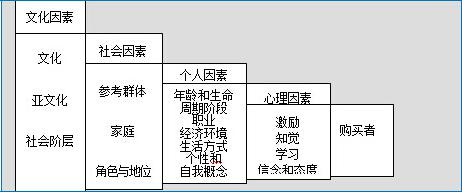 文化因素
文化
亚文化
社会阶层
社会因素
参考群体
家庭
角色与地位
个人因素
年龄和生命
周期阶段
职业
经济环境
生活方式
个性和
自我概念
心理因素
激励
知觉
学习
信念和态度
购买者